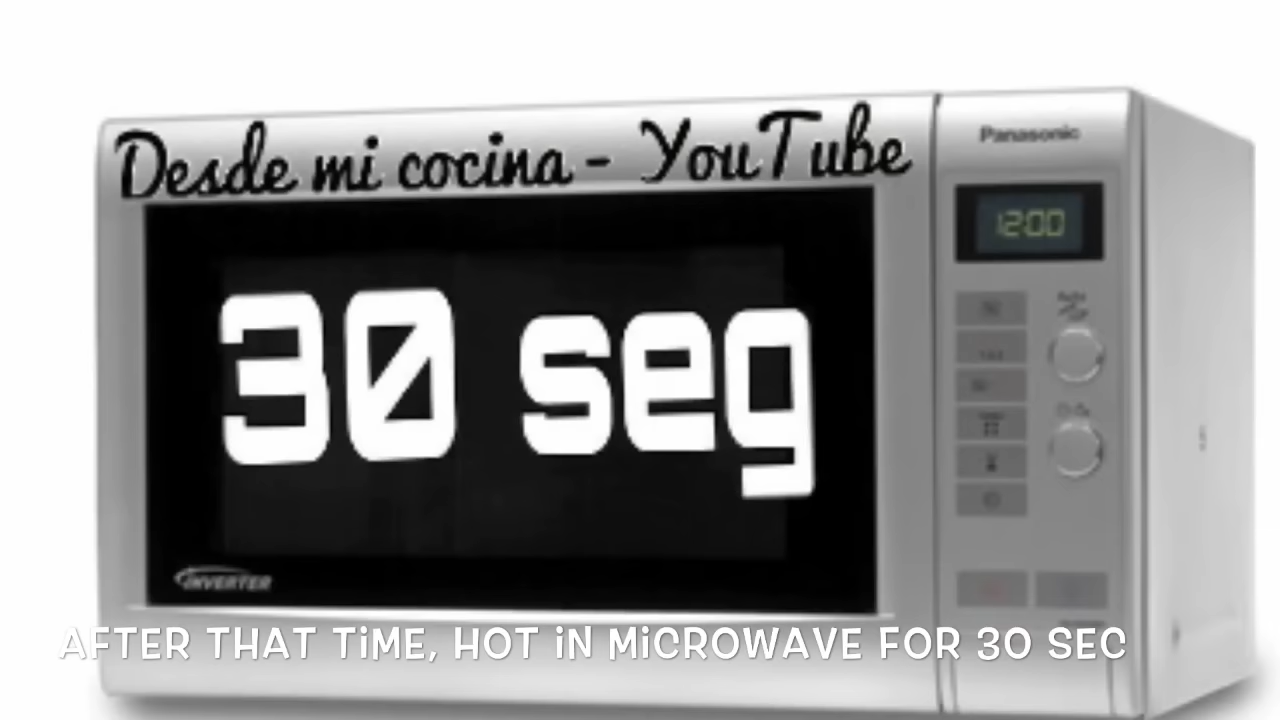 Desde mi cocina - YouTube
Panasonic
12:00
30 seg
INVERTER
AFTER THAT TiME, HOT iN MiCROWAVE FOR 30 SEC